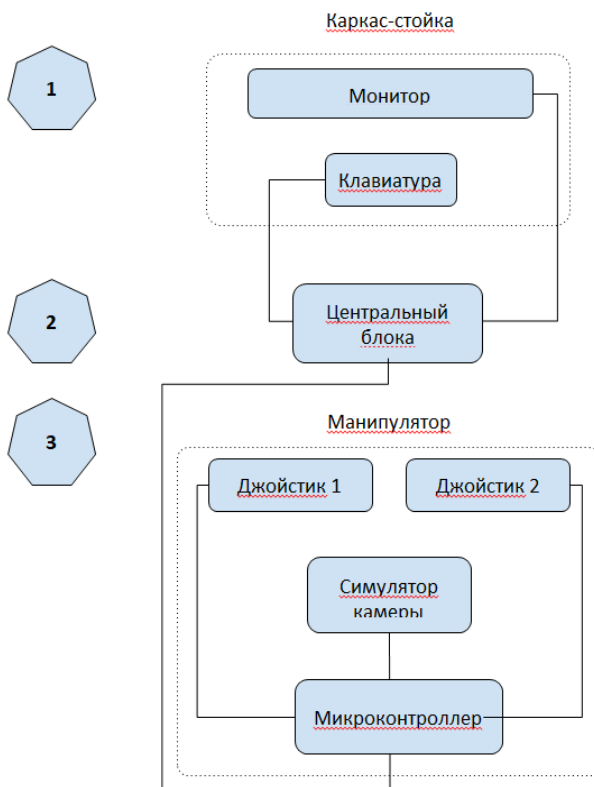 Каркас-стойка
1
Монитор
Клавиатура
2
Центральный
блока
3
Манипулятор
Джойстик 1
Джойстик 2
Симулятор
камеры
Микроконтроллер